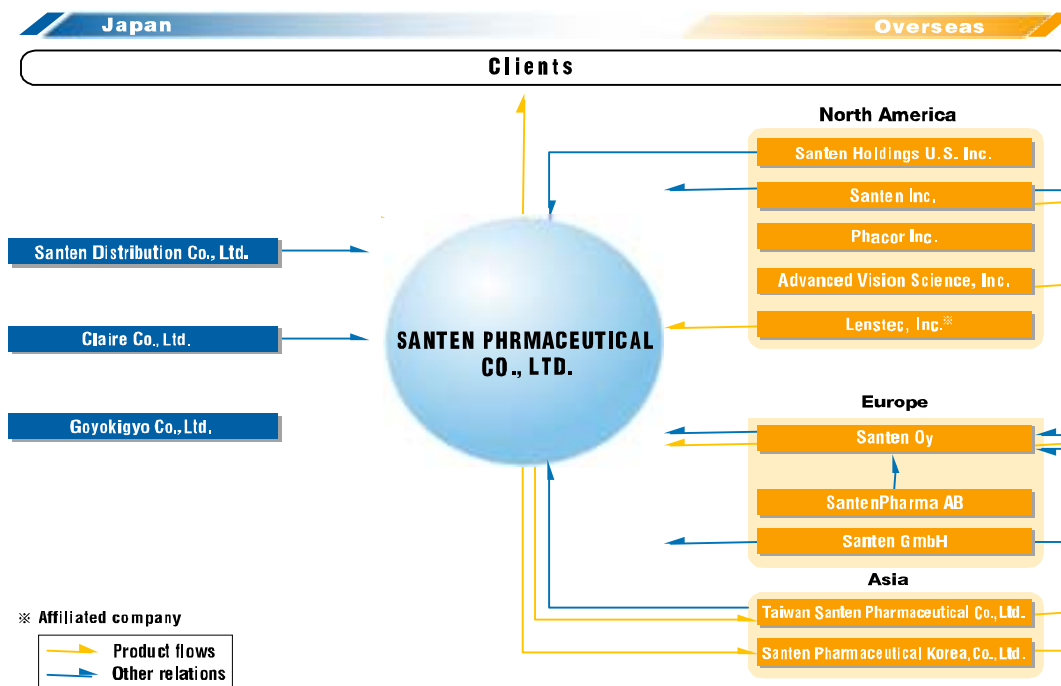 Japan
Overseas
Clients
North America
Santen Holdings U.S. Inc.
Santen Inc.
Phacor Inc.
Advanced Vision Science, Inc.
Lenstec, Inc.※
Santen Distribution Co., Ltd.
Claire Co., Ltd.
Goyokigyo Co., Ltd.
SANTEN PHRMACEUTICAL
CO., LTD.
Europe
Santen Oy
SantenPharma AB
Santen GmbH
Asia
Taiwan Santen Pharmaceutical Co., Ltd.
Santen Pharmaceutical Korea, Co., Ltd.
※ Affiliated company
Product flows
Other relations